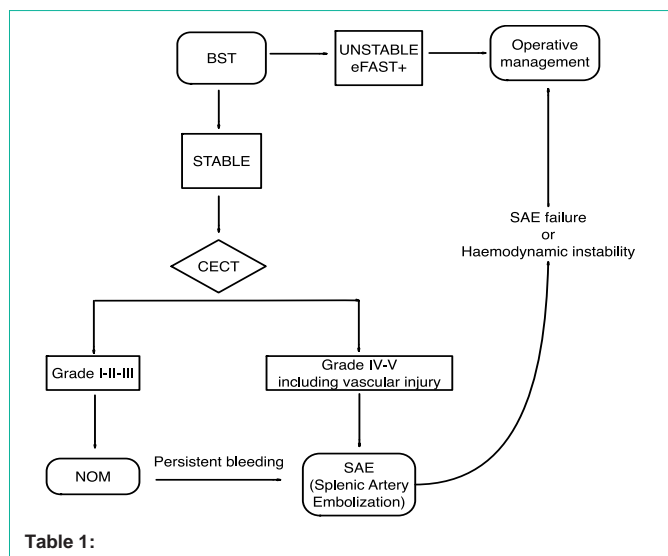 BST
UNSTABLE
eFAST+
Operative
management
STABLE
SAE failure
or
Haemodynamic instability
CECT
Grade I-II-III
Grade IV-V
including vascular injury
NOM
Persistent bleeding
SAE
(Splenic Artery
Embolization)
Table 1: